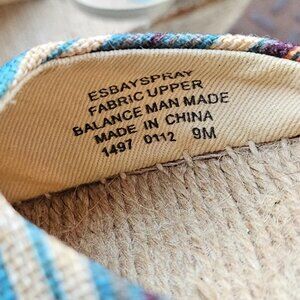 ESBAYSPRAY
FABRIC UPPER
BALANCE MAN MADE
MADE IN CHINA
1497 0112 9M